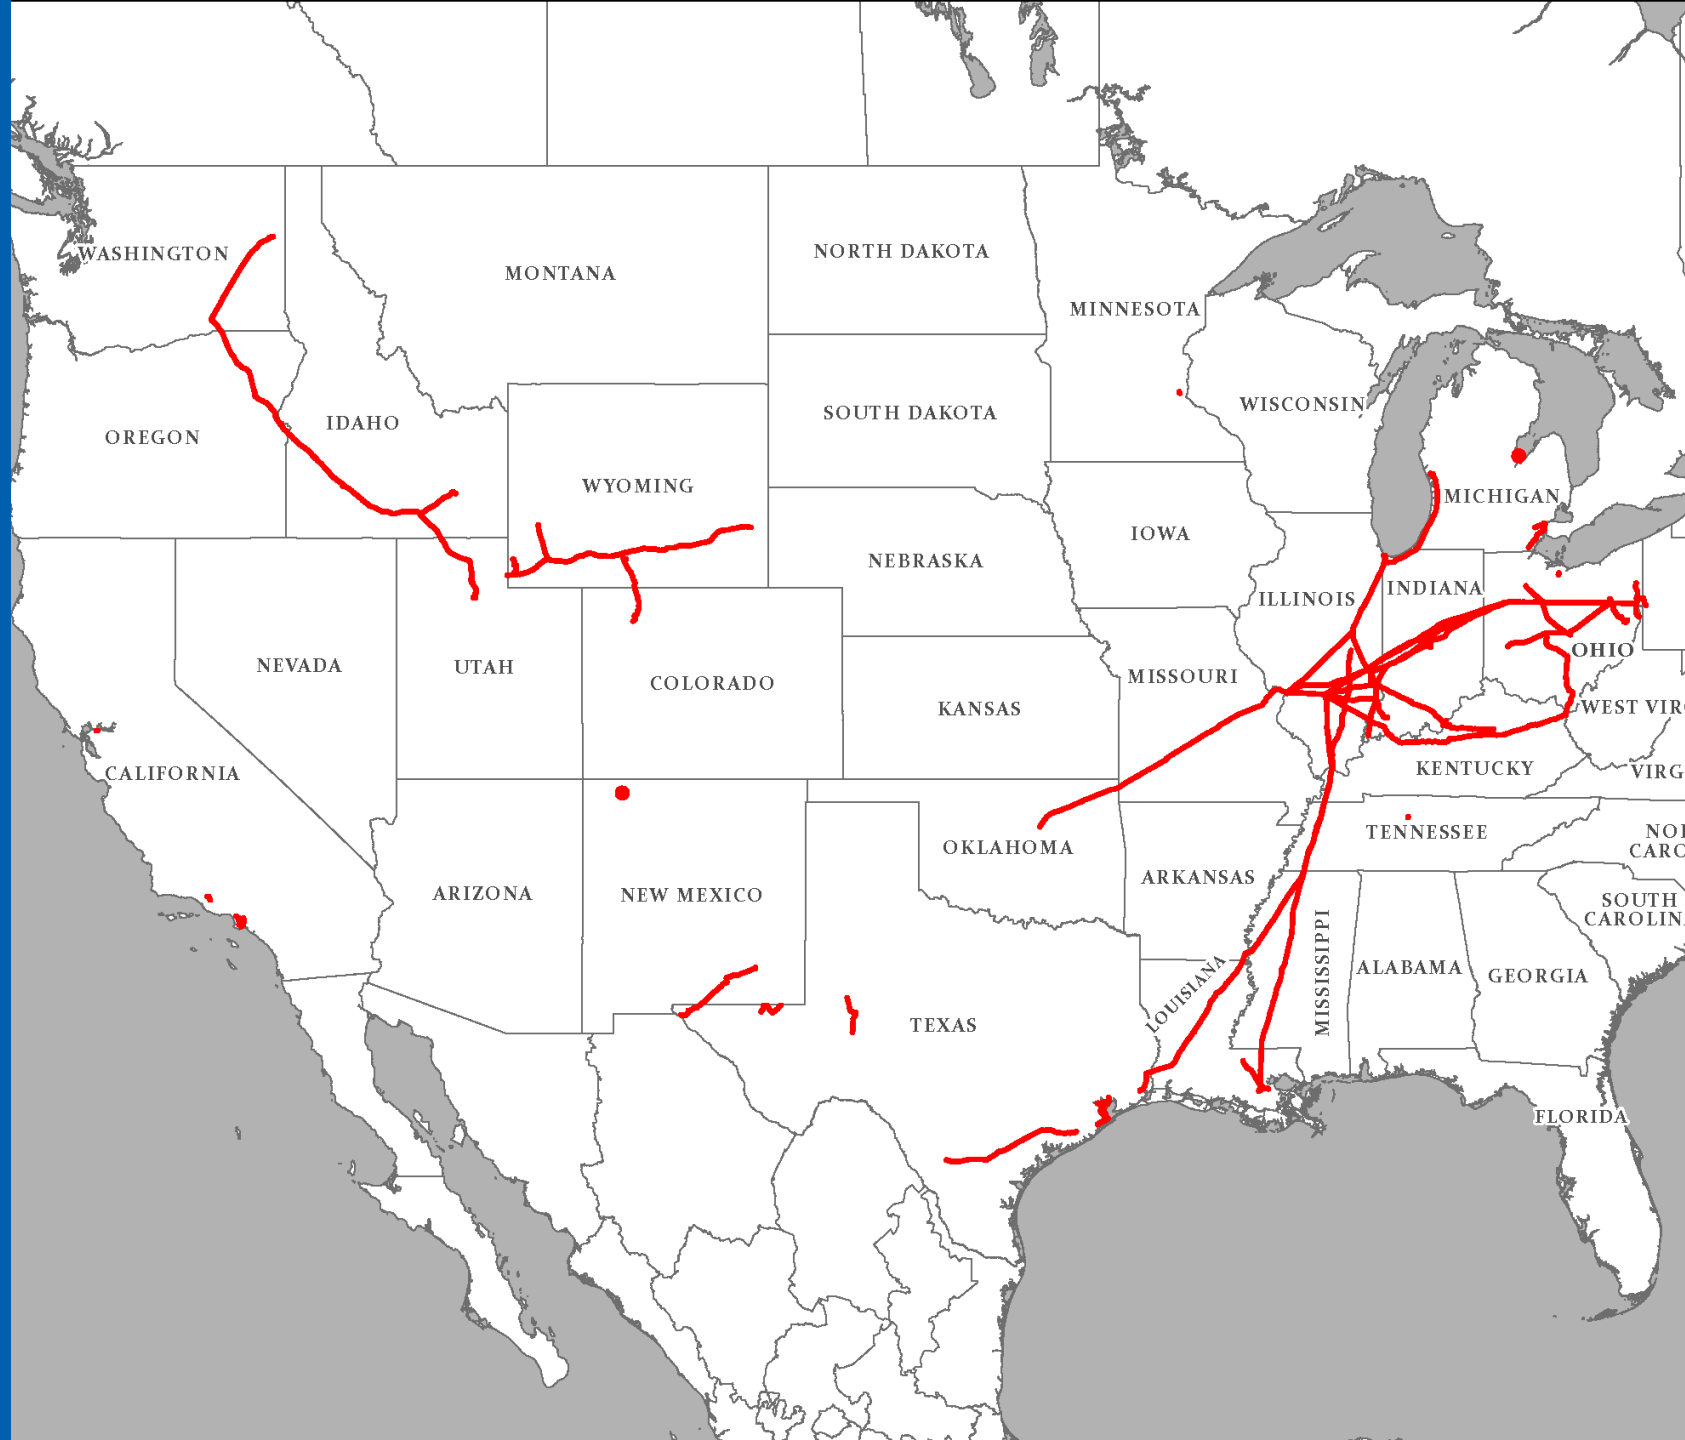 WASHINGTON
MONTANA
NORTH DAKOTA
MINNESOTA
OREGON
IDAHO
WYOMING
SOUTH DAKOTA
WISCONSIN
MICHIGAN
IOWA
NEBRASKA
ILLINOIS
INDIANA
OHIO
NEVADA
UTAH
COLORADO
KANSAS
MISSOURI
WEST VIR
CALIFORNIA
KENTUCKY
VIRG
TENNESSEE
NOR
CARO
OKLAHOMA
ARIZONA
NEW MEXICO
ARKANSAS
SOUTH
CAROLIN
LOUISIANA
MISSISSIPPI
ALABAMA
GEORGIA
TEXAS
FLORIDA